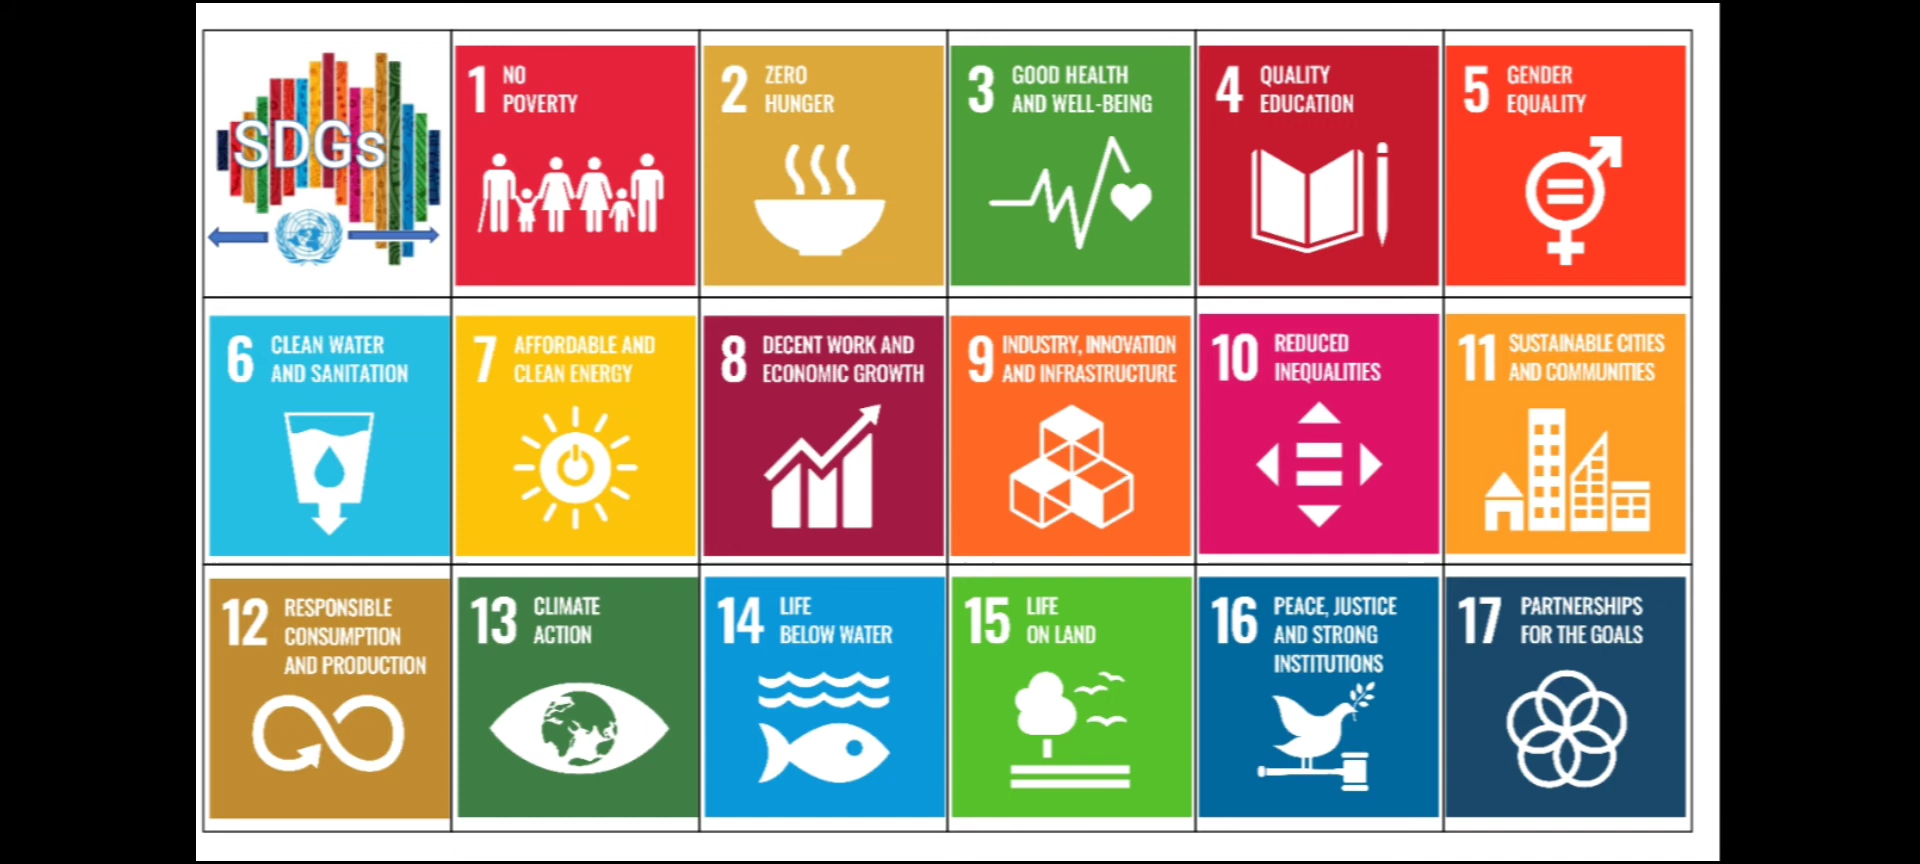 SDGs
1 NO
POVERTY
2 ZERO
HUNGER
3 GOOD HEALTH
AND WELL-BEING
4 QUALITY
EDUCATION
5 GENDER
EQUALITY
6 CLEAN WATER
AND SANITATION
7 AFFORDABLE AND
CLEAN ENERGY
8 DECENT WORK AND
ECONOMIC GROWTH
9 INDUSTRY, INNOVATION
AND INFRASTRUCTURE
10 REDUCED
INEQUALITIES
11 SUSTAINABLE CITIES
AND COMMUNITIES
12 RESPONSIBLE
CONSUMPTION
AND PRODUCTION
13 CLIMATE
ACTION
14 LIFE
BELOW WATER
15 LIFE
ON LAND
16 PEACE, JUSTICE
AND STRONG
INSTITUTIONS
17 PARTNERSHIPS
FOR THE GOALS